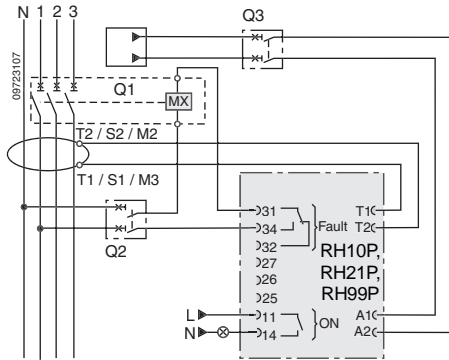 N 1 2 3
Q3
09723107
Q1
MX
T2 / S2 / M2
T1 / S1 / M3
Q2
31
34
32
27
26
25
11
14
Fault
ON
T1
T2
RH10P,
RH21P,
RH99P
A1
A2
L
N